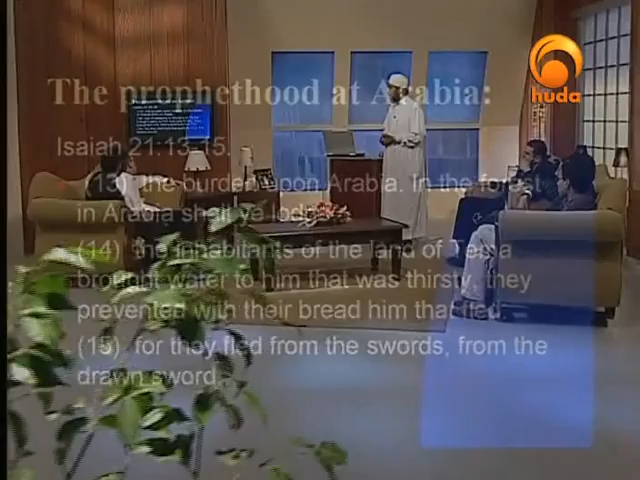 huda
The prophethood at Arabia:
Isaiah 21:13-15
(13) the burden upon Arabia. In the forest
in Arabia shall ye lodge
(14) the inhabitants of the land of Tema
brought water to him that was thirsty, they
prevented with their bread him that fled,
(15) for they fled from the swords, from the
drawn sword